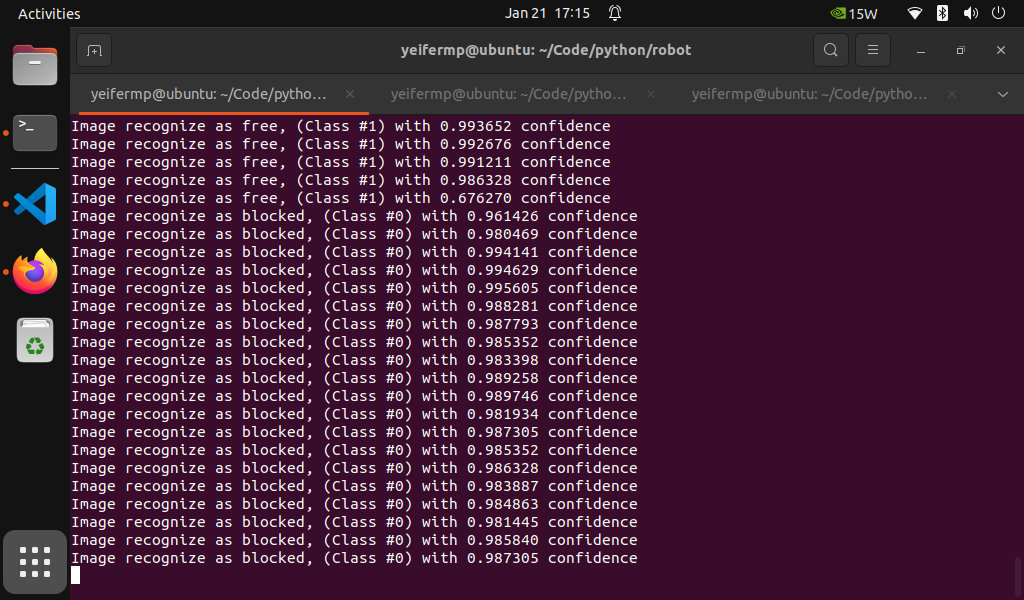 Activities
Jan 21 17:15
15W
yeifermp@ubuntu: ~/Code/python/robot
yeifermp@ubuntu: ~/Code/pytho...
yeifermp@ubuntu: ~/Code/pytho...
yeifermp@ubuntu: ~/Code/pytho...
Image recognize as free, (Class #1) with 0.993652 confidence
Image recognize as free, (Class #1) with 0.992676 confidence
Image recognize as free, (Class #1) with 0.991211 confidence
Image recognize as free, (Class #1) with 0.986328 confidence
Image recognize as free, (Class #1) with 0.676270 confidence
Image recognize as blocked, (Class #0) with 0.961426 confidence
Image recognize as blocked, (Class #0) with 0.980469 confidence
Image recognize as blocked, (Class #0) with 0.994141 confidence
Image recognize as blocked, (Class #0) with 0.994629 confidence
Image recognize as blocked, (Class #0) with 0.995605 confidence
Image recognize as blocked, (Class #0) with 0.988281 confidence
Image recognize as blocked, (Class #0) with 0.987793 confidence
Image recognize as blocked, (Class #0) with 0.985352 confidence
Image recognize as blocked, (Class #0) with 0.983398 confidence
Image recognize as blocked, (Class #0) with 0.989258 confidence
Image recognize as blocked, (Class #0) with 0.989746 confidence
Image recognize as blocked, (Class #0) with 0.981934 confidence
Image recognize as blocked, (Class #0) with 0.987305 confidence
Image recognize as blocked, (Class #0) with 0.985352 confidence
Image recognize as blocked, (Class #0) with 0.986328 confidence
Image recognize as blocked, (Class #0) with 0.983887 confidence
Image recognize as blocked, (Class #0) with 0.984863 confidence
Image recognize as blocked, (Class #0) with 0.981445 confidence
Image recognize as blocked, (Class #0) with 0.985840 confidence
Image recognize as blocked, (Class #0) with 0.987305 confidence